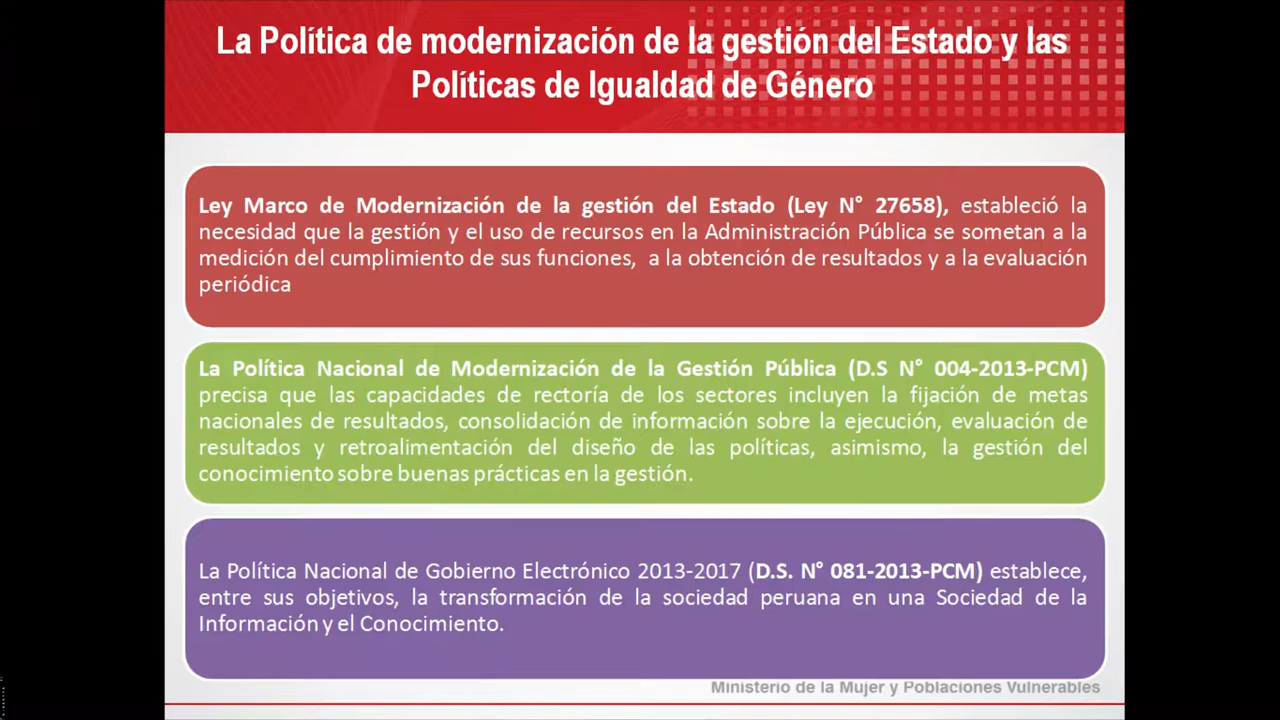 La Política de modernización de la gestión del Estado y las
Políticas de Igualdad de Género
Ley Marco de Modernización de la gestión del Estado (Ley N° 27658), estableció la
necesidad que la gestión y el uso de recursos en la Administración Pública se sometan a la
medición del cumplimiento de sus funciones, a la obtención de resultados y a la evaluación
periódica
La Política Nacional de Modernización de la Gestión Pública (D.S N° 004-2013-PCM)
precisa que las capacidades de rectoría de los sectores incluyen la fijación de metas
nacionales de resultados, consolidación de información sobre la ejecución, evaluación de
resultados y retroalimentación del diseño de las políticas, asimismo, la gestión del
conocimiento sobre buenas prácticas en la gestión.
La Política Nacional de Gobierno Electrónico 2013-2017 (D.S. N° 081-2013-PCM) establece,
entre sus objetivos, la transformación de la sociedad peruana en una Sociedad de la
Información y el Conocimiento.
Ministerio de la Mujer y Poblaciones Vulnerables